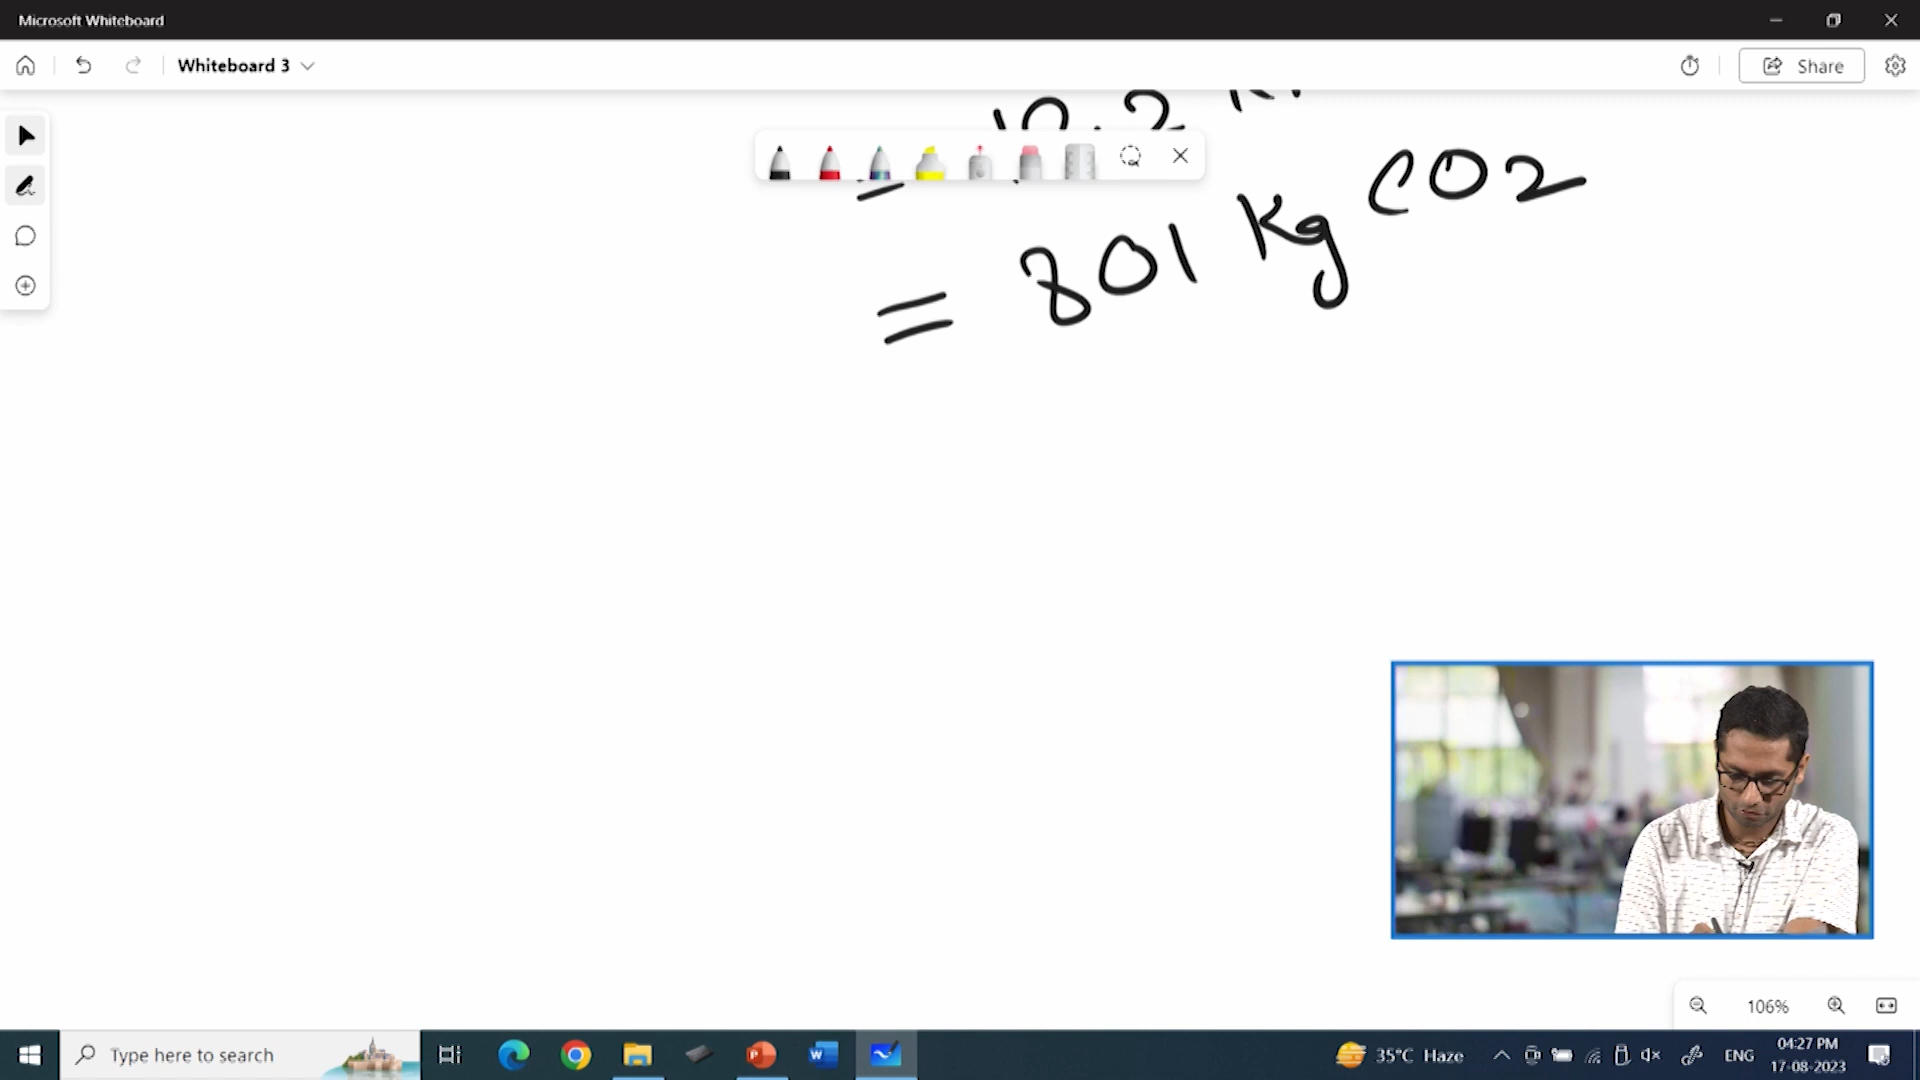 Microsoft Whiteboard
Whiteboard 3
Share
= 801 Kg CO2
106%
Type here to search
35°C Haze
ENG
04:27 PM
17-08-2023